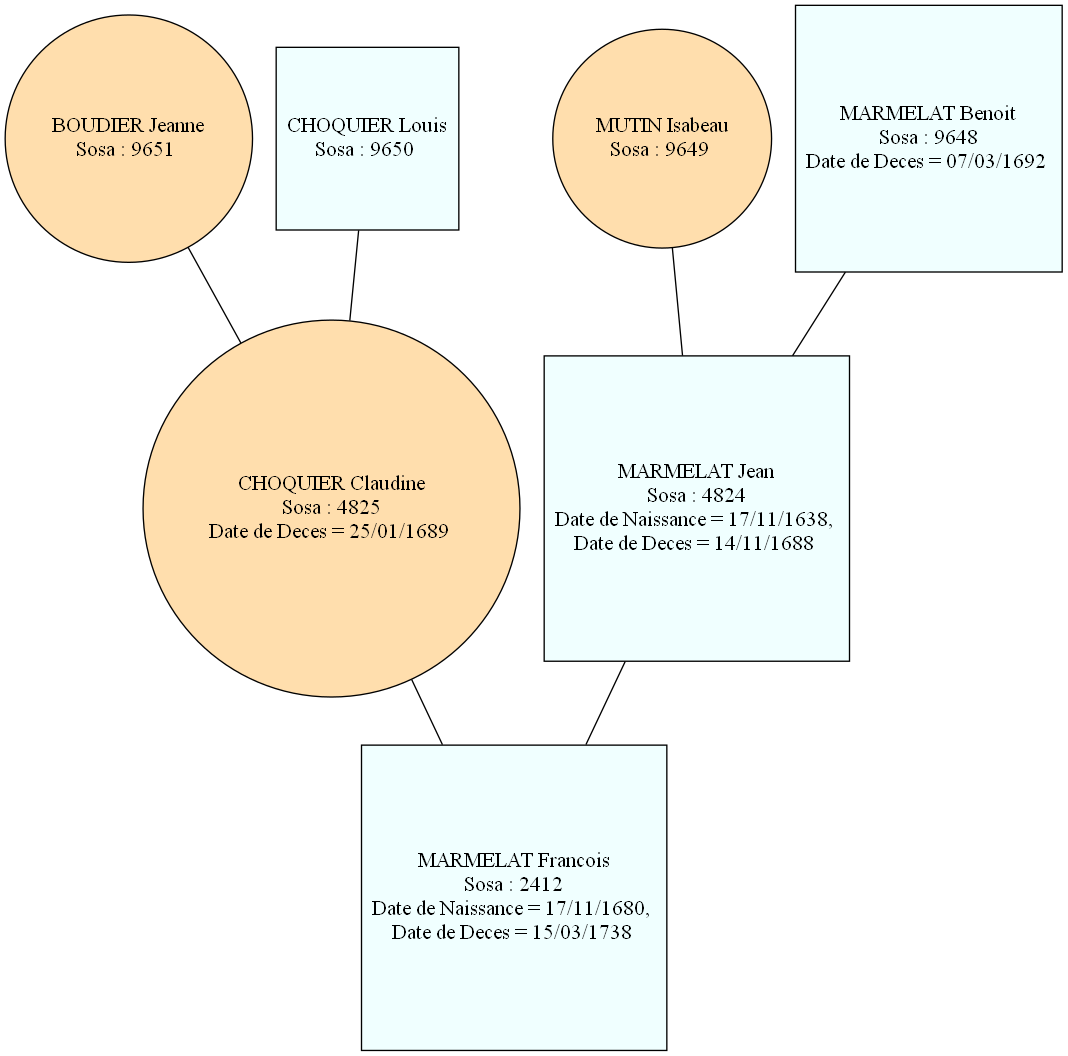 BOUDIER Jeanne
Sosa : 9651
CHOQUIER Louis
Sosa : 9650
MUTIN Isabeau
Sosa : 9649
MARMELAT Benoit
Sosa : 9648
Date de Deces = 07/03/1692
CHOQUIER Claudine
Sosa : 4825
Date de Deces = 25/01/1689
MARMELAT Jean
Sosa : 4824
Date de Naissance = 17/11/1638,
Date de Deces = 14/11/1688
MARMELAT Francois
Sosa : 2412
Date de Naissance = 17/11/1680,
Date de Deces = 15/03/1738